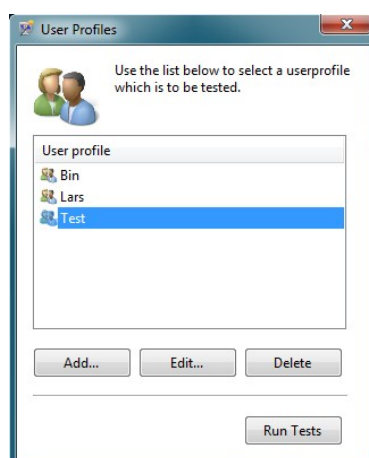 User Profiles
Use the list below to select a userprofile
which is to be tested.
User profile
Bin
Lars
Test
Add...
Edit...
Delete
Run Tests